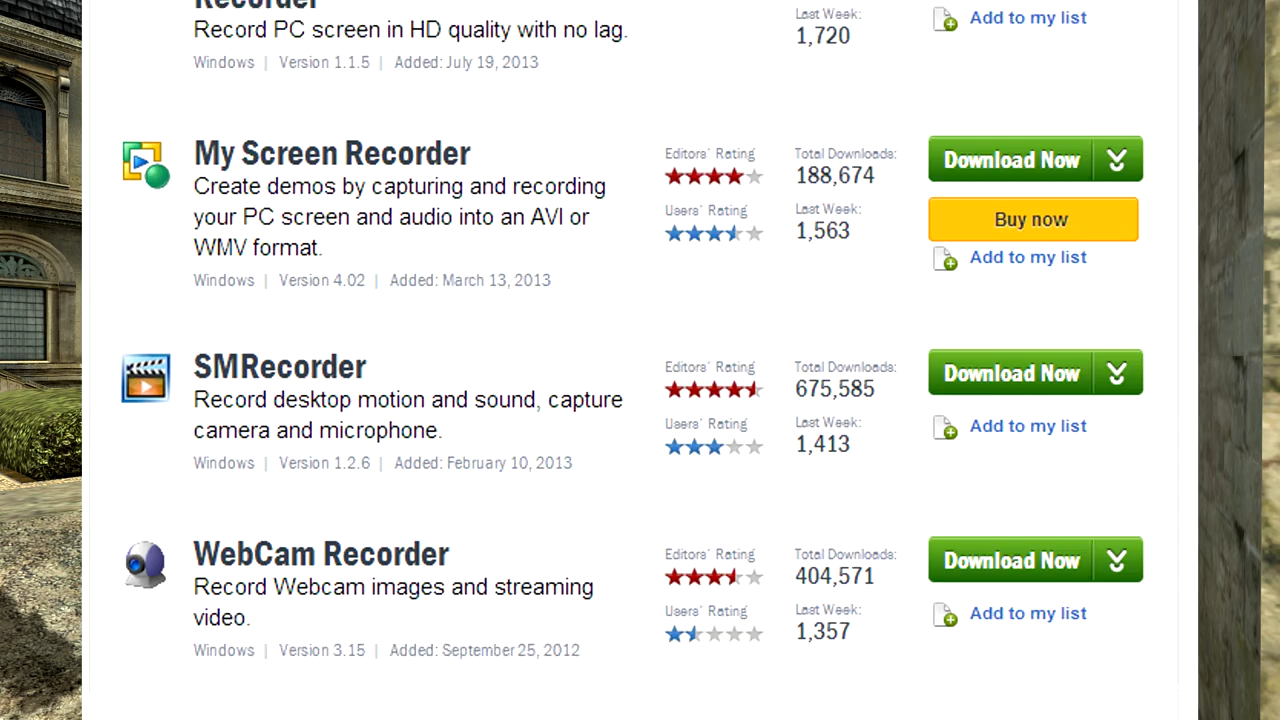 Recorder
Record PC screen in HD quality with no lag.
Windows | Version 1.1.5 | Added: July 19, 2013
Last Week:
1,720
Add to my list
My Screen Recorder
Create demos by capturing and recording
your PC screen and audio into an AVI or
WMV format.
Windows | Version 4.02 | Added: March 13, 2013
Editors' Rating
Users' Rating
Total Downloads:
188,674
Last Week:
1,563
Download Now
Buy now
Add to my list
SMRecorder
Record desktop motion and sound, capture
camera and microphone.
Windows | Version 1.2.6 | Added: February 10, 2013
Editors' Rating
Users' Rating
Total Downloads:
675,585
Last Week:
1,413
Download Now
Add to my list
WebCam Recorder
Record Webcam images and streaming
video.
Windows | Version 3.15 | Added: September 25, 2012
Editors' Rating
Users' Rating
Total Downloads:
404,571
Last Week:
1,357
Download Now
Add to my list